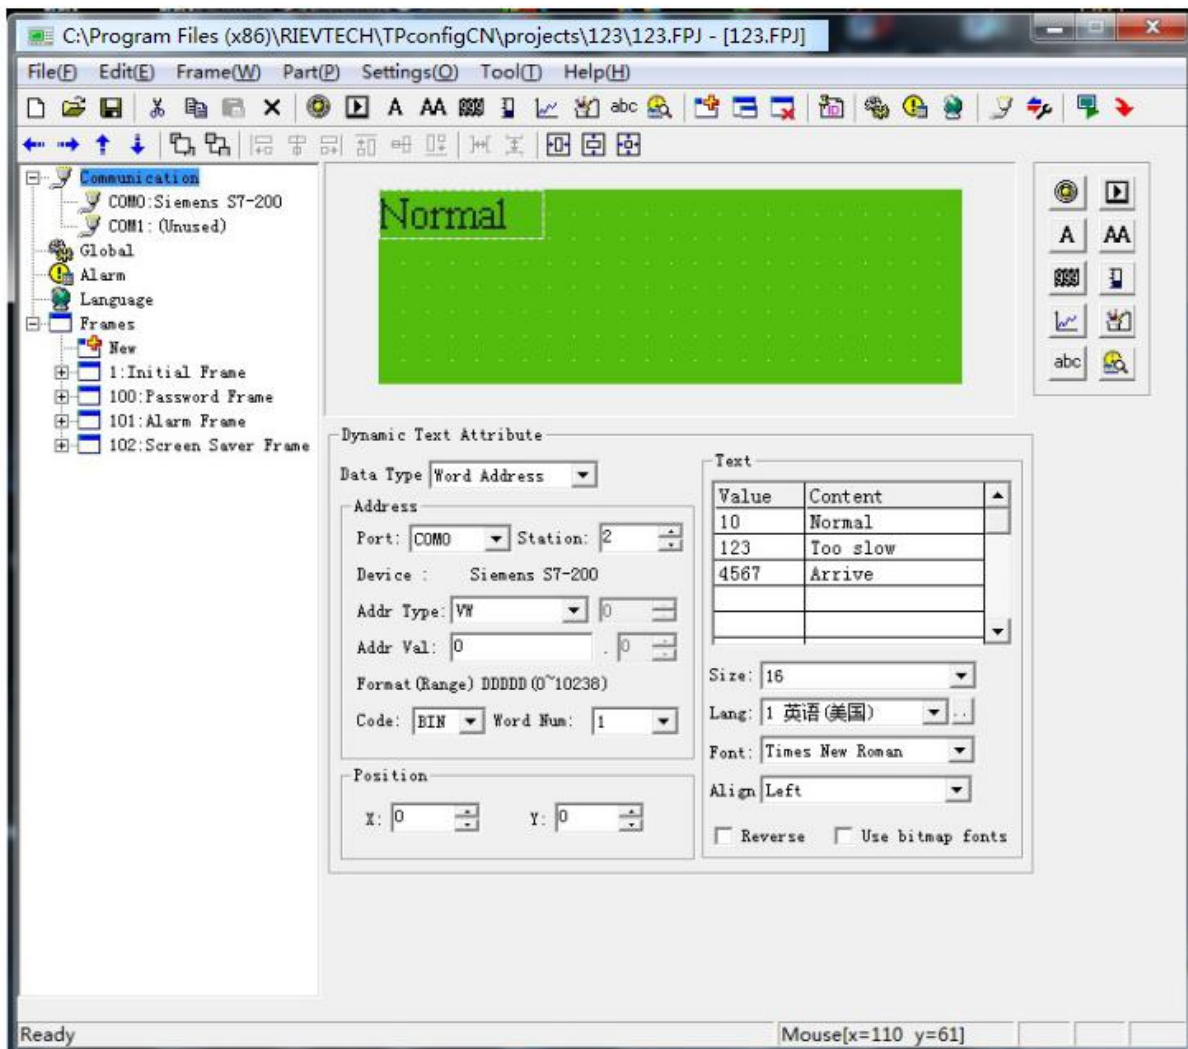 C:\Program Files (x86)\RIEVTECH\TPconfigCN\projects\123\123.FPJ - [123.FPJ]
File(F) Edit(E) Frame(W) Part(P) Settings(O) Tool(T) Help(H)
A AA abc
Communication
COM0:Siemens S7-200
COM1: (Unused)
Global
Alarm
Language
Frames
New
1:Initial Frame
100:Password Frame
101:Alarm Frame
102:Screen Saver Frame
Normal
A AA
abc
Dynamic Text Attribute
Data Type Word Address
Address
Port: COM0 Station: 2
Device : Siemens S7-200
Addr Type: VW 0
Addr Val: 0 . 0
Format(Range) DDDDD(0~10238)
Code: BIN Word Num: 1
Position
X: 0 Y: 0
Text
Value Content
10 Normal
123 Too slow
4567 Arrive
Size: 16
Lang: 1 英语(美国) ..
Font: Times New Roman
Align Left
Reverse Use bitmap fonts
Ready Mouse[x=110 y=61]